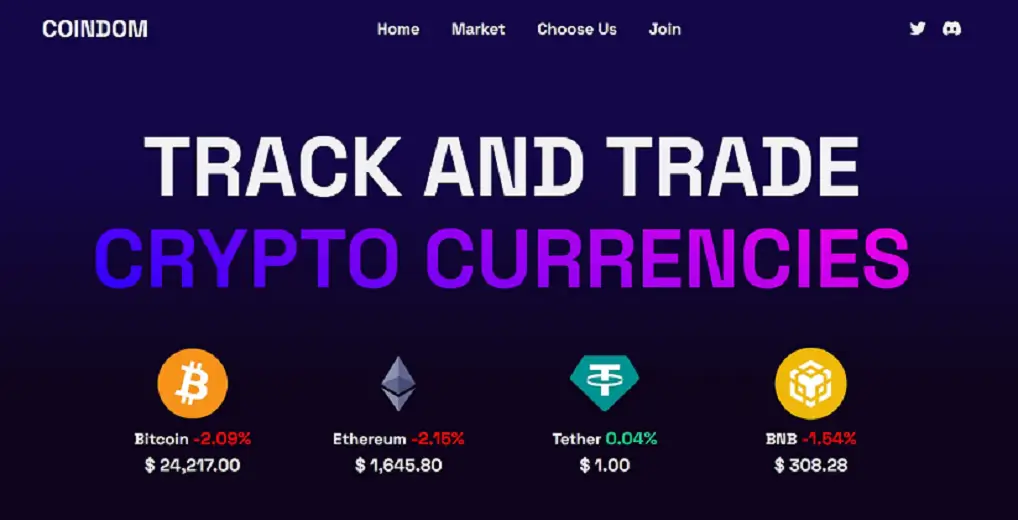 COINDOM Home Market Choose Us Join
TRACK AND TRADE
CRYPTO CURRENCIES
Bitcoin -2.09% Ethereum -2.15% Tether 0.04% BNB -1.54%
$ 24,217.00 $ 1,645.80 $ 1.00 $ 308.28